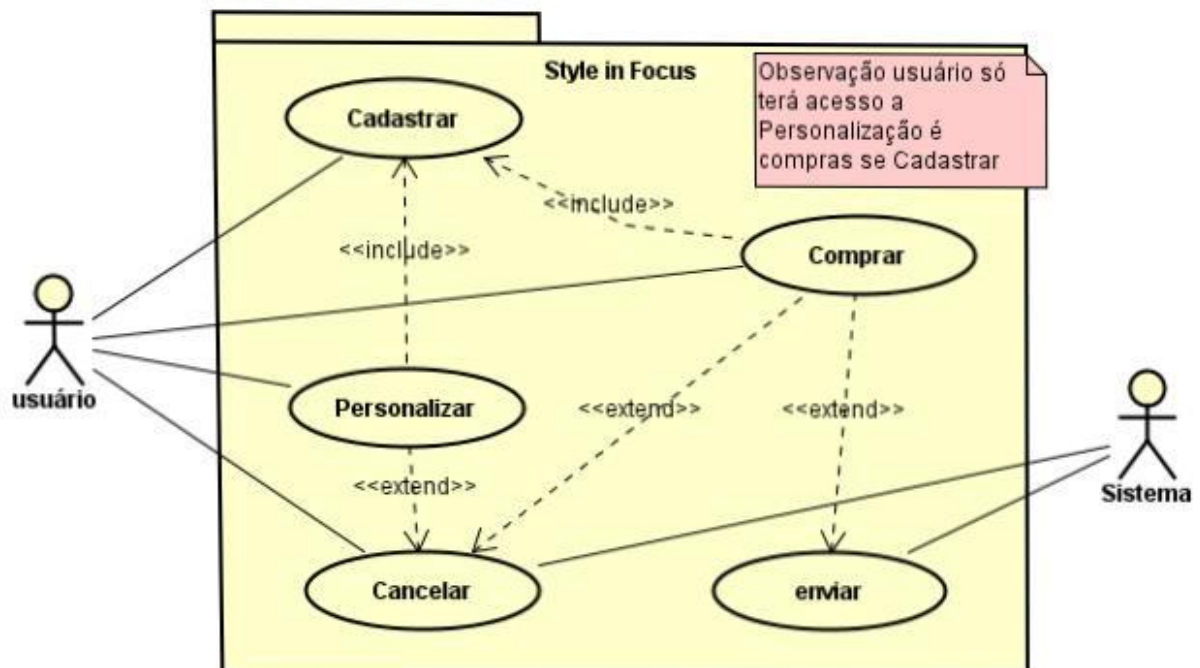 Style in Focus
Observação usuário só
terá acesso a
Personalização é
compras se Cadastrar
Cadastrar
<<include>>
<<include>>
Comprar
usuário
Personalizar
<<extend>>
<<extend>>
<<extend>>
Sistema
Cancelar
enviar